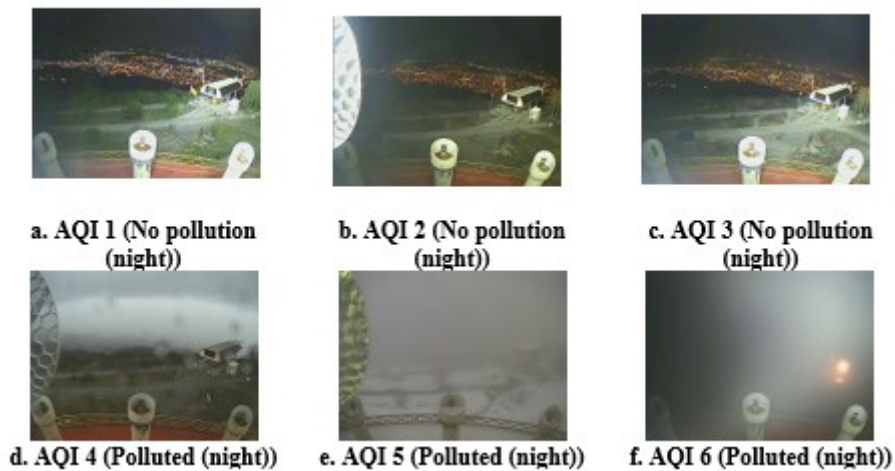 a. AQI 1 (No pollution
(night))
b. AQI 2 (No pollution
(night))
c. AQI 3 (No pollution
(night))
d. AQI 4 (Polluted (night))
e. AQI 5 (Polluted (night))
f. AQI 6 (Polluted (night))